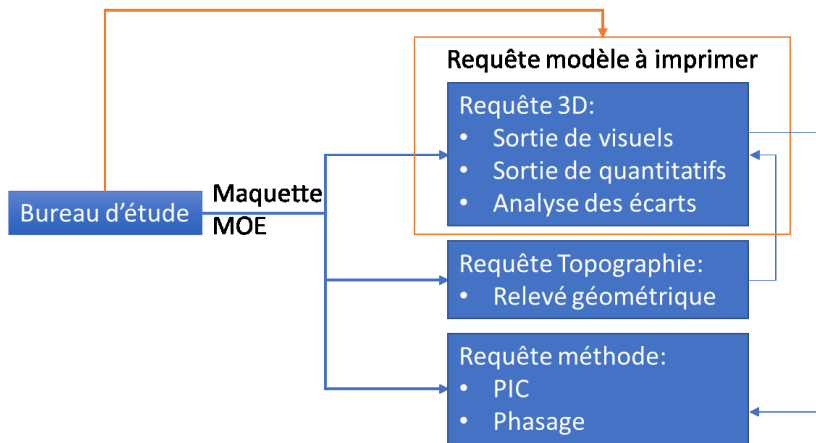 Requête modèle à imprimer
Requête 3D:
• Sortie de visuels
• Sortie de quantitatifs
• Analyse des écarts
Bureau d’étude
Maquette
MOE
Requête Topographie:
• Relevé géométrique
Requête méthode:
• PIC
• Phasage